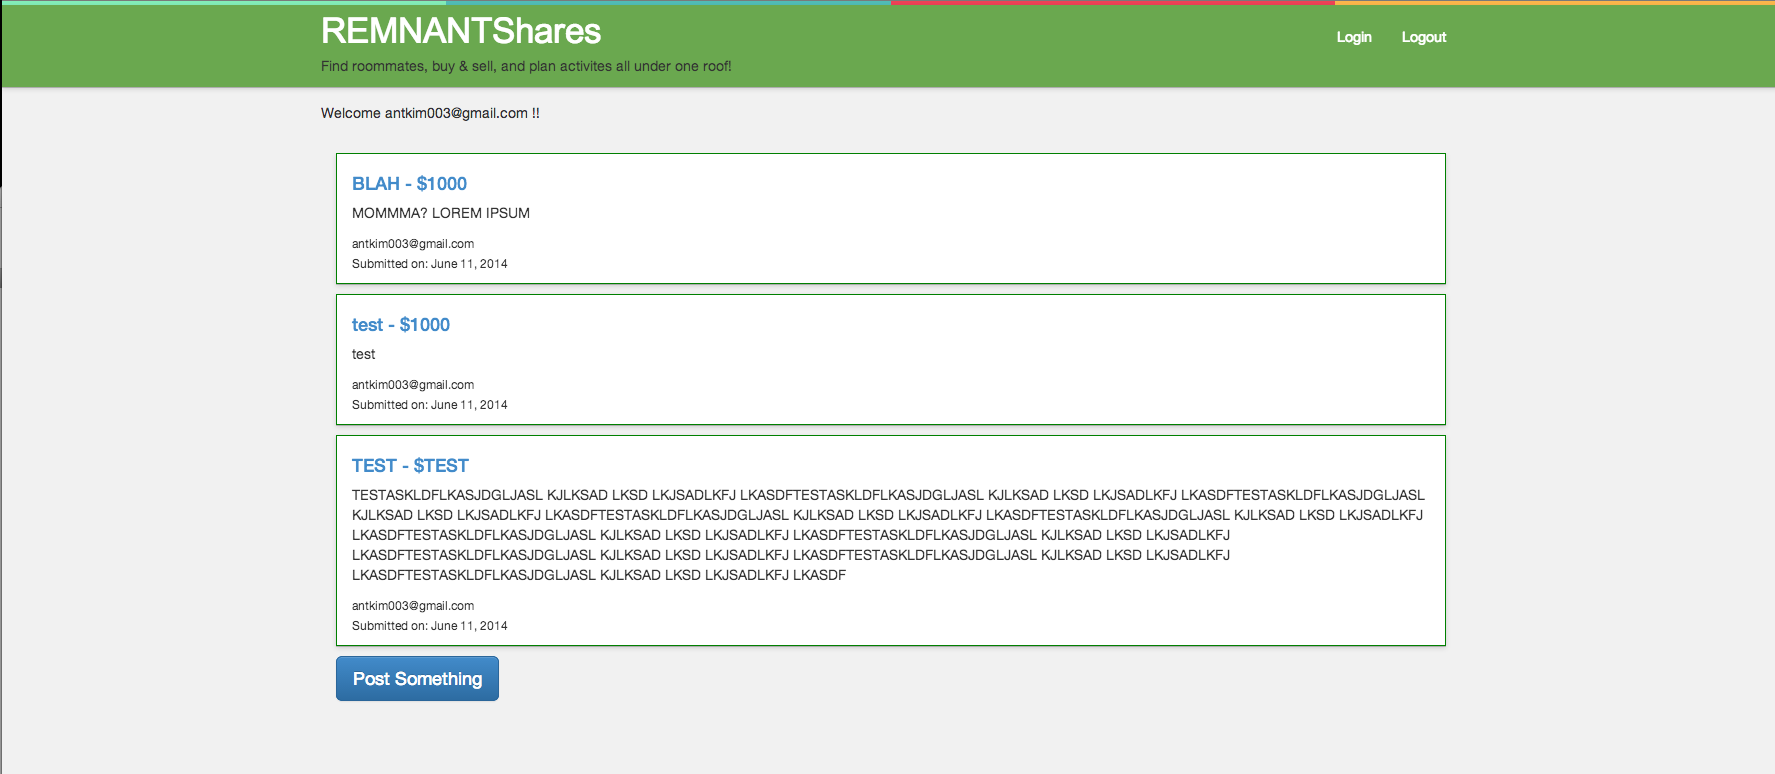 REMNANTShares
Login Logout
Find roommates, buy & sell, and plan activites all under one roof!
Welcome antkim003@gmail.com !!
BLAH - $1000
MOMMMA? LOREM IPSUM
antkim003@gmail.com
Submitted on: June 11, 2014
test - $1000
test
antkim003@gmail.com
Submitted on: June 11, 2014
TEST - $TEST
TESTASKLDFLKASJDGLJASL KJLKSAD LKSD LKJSADLKFJ LKASDFTESTASKLDFLKASJDGLJASL KJLKSAD LKSD LKJSADLKFJ LKASDFTESTASKLDFLKASJDGLJASL
KJLKSAD LKSD LKJSADLKFJ LKASDFTESTASKLDFLKASJDGLJASL KJLKSAD LKSD LKJSADLKFJ LKASDFTESTASKLDFLKASJDGLJASL KJLKSAD LKSD LKJSADLKFJ
LKASDFTESTASKLDFLKASJDGLJASL KJLKSAD LKSD LKJSADLKFJ LKASDFTESTASKLDFLKASJDGLJASL KJLKSAD LKSD LKJSADLKFJ
LKASDFTESTASKLDFLKASJDGLJASL KJLKSAD LKSD LKJSADLKFJ LKASDFTESTASKLDFLKASJDGLJASL KJLKSAD LKSD LKJSADLKFJ
LKASDFTESTASKLDFLKASJDGLJASL KJLKSAD LKSD LKJSADLKFJ LKASDF
antkim003@gmail.com
Submitted on: June 11, 2014
Post Something